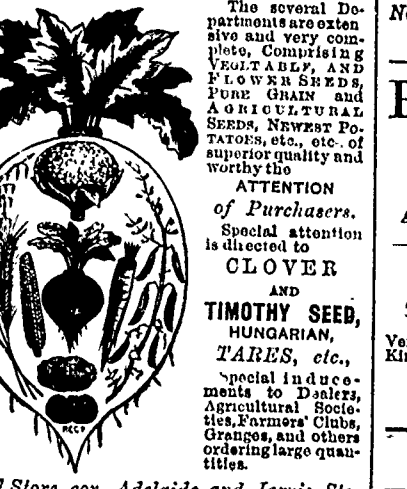 The several De-
partments are exten
sive and very com-
plete, Comprising
VEGETABLE, AND
FLOWER SEEDS,
PURE GRAIN and
AGRICULTURAL
SEEDS, NEWEST PO-
TATOES, etc., etc., of
superior quality and
worthy the
ATTENTION
of Purchasers.
Special attention
is directed to
CLOVER
AND
TIMOTHY SEED,
HUNGARIAN,
TARES, etc.,
Special induce-
ments to Dealers,
Agricultural Socie-
ties, Farmers' Clubs,
Granges, and others
ordering large quan-
tities.
Store, cor. Adelaide and Jarvis Sts.